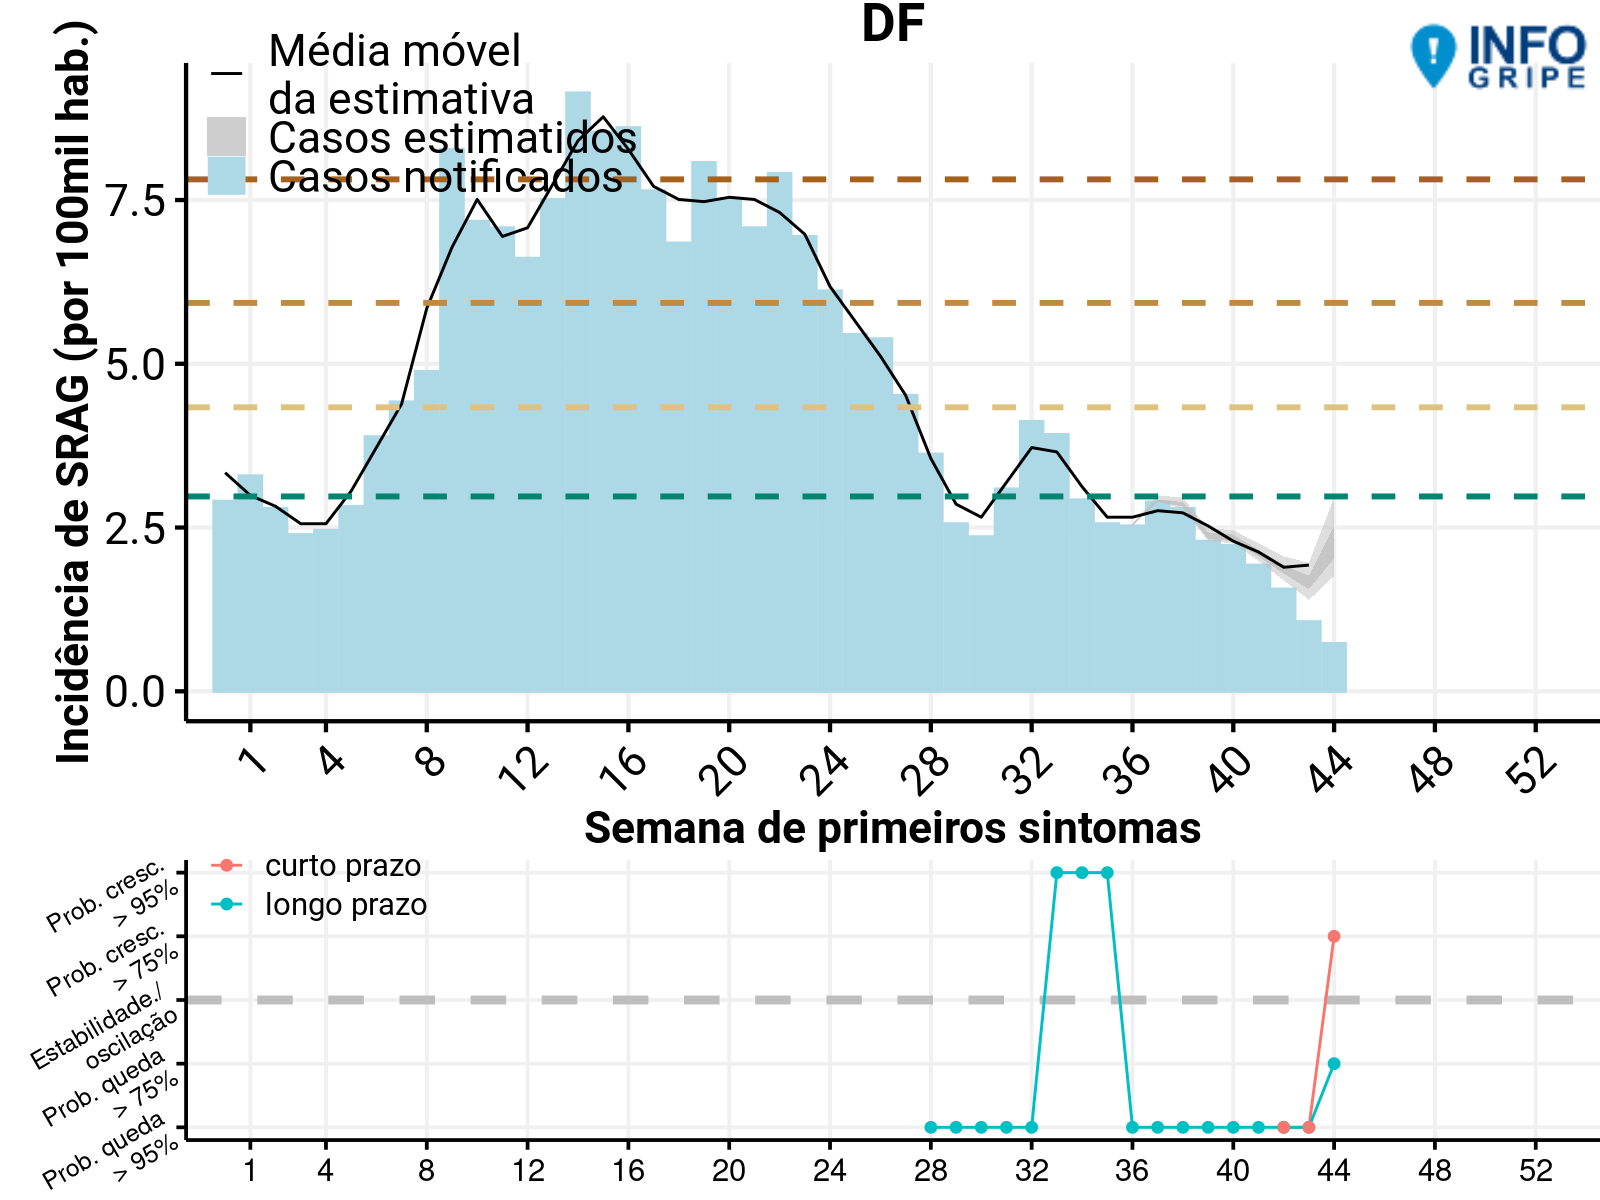 DF
INFO
GRIPE
Média móvel
da estimativa
Casos estimatidos
Casos notificados
Incidência de SRAG (por 100mil hab.)
7.5
5.0
2.5
0.0
1 4 8 12 16 20 24 28 32 36 40 44 48 52
Semana de primeiros sintomas
curto prazo
longo prazo
Prob. cresc.
> 95%
Prob. cresc.
> 75%
Estabilidade./
oscilação
Prob. queda
> 75%
Prob. queda
> 95%
1 4 8 12 16 20 24 28 32 36 40 44 48 52